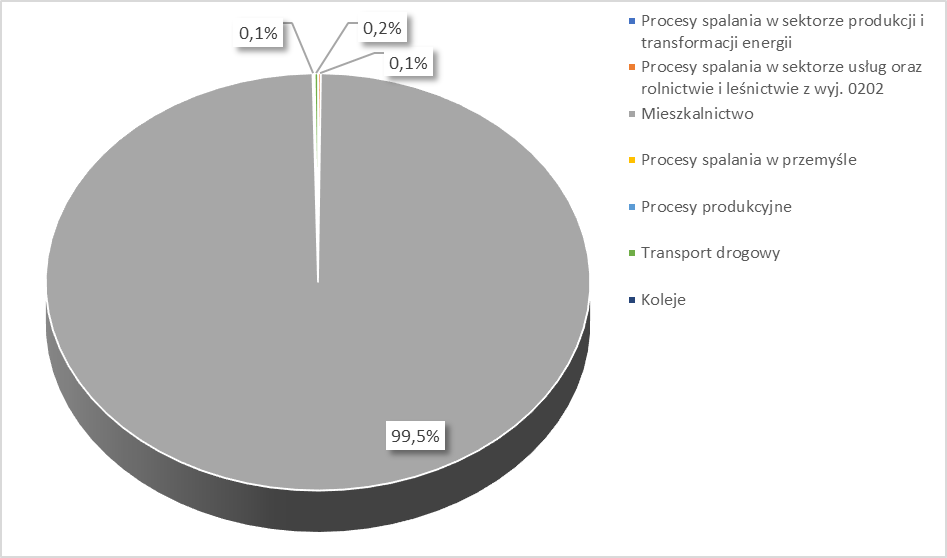 0,1%
0,2%
0,1%
99,5%
Procesy spalania w sektorze produkcji i
transformacji energii
Procesy spalania w sektorze usług oraz
rolnictwie i leśnictwie z wyj. 0202
Mieszkalnictwo
Procesy spalania w przemyśle
Procesy produkcyjne
Transport drogowy
Koleje